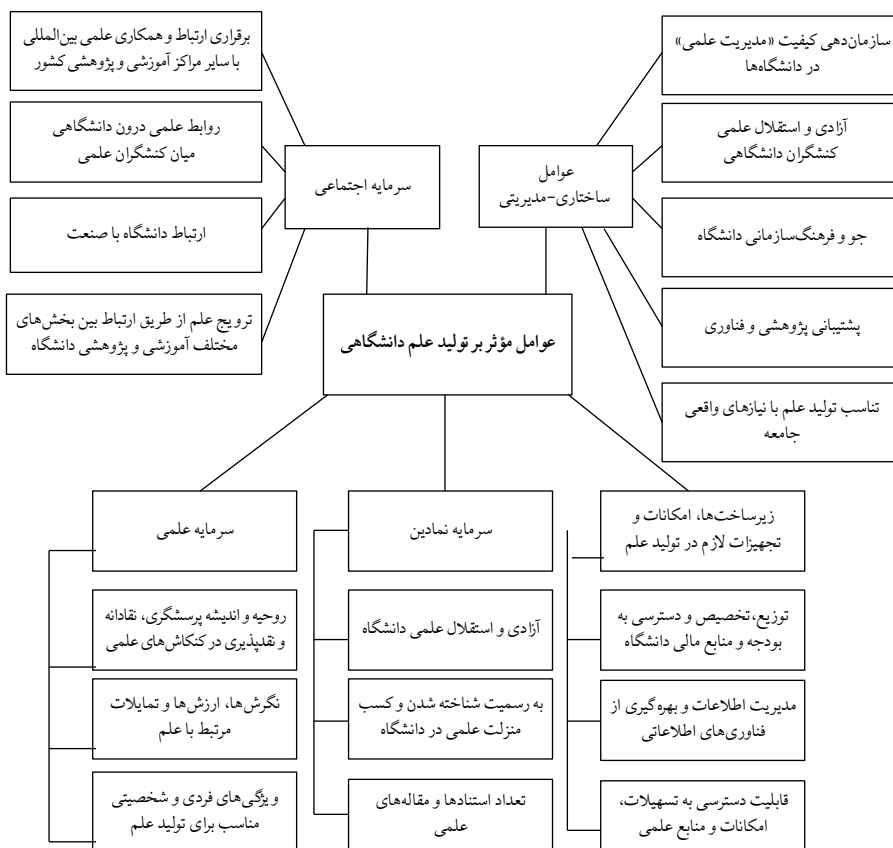 سازمان‌دهی کیفیت «مدیریت علمی»
در دانشگاه‌ها
آزادی و استقلال علمی
کنشگران دانشگاهی
جو و فرهنگ‌سازمانی دانشگاه
پشتیبانی پژوهشی و فناوری
تناسب تولید علم با نیازهای واقعی
جامعه
عوامل
ساختاری-مدیریتی
برقراری ارتباط و همکاری علمی بین‌المللی
با سایر مراکز آموزشی و پژوهشی کشور
روابط علمی درون دانشگاهی
میان کنشگران علمی
ارتباط دانشگاه با صنعت
ترویج علم از طریق ارتباط بین بخش‌های
مختلف آموزشی و پژوهشی دانشگاه
سرمایه اجتماعی
عوامل مؤثر بر تولید علم دانشگاهی
زیرساخت‌ها، امکانات و
تجهیزات لازم در تولید علم
توزیع،تخصیص و دسترسی به
بودجه و منابع مالی دانشگاه
مدیریت اطلاعات و بهره‌گیری از
فناوری‌های اطلاعاتی
قابلیت دسترسی به تسهیلات،
امکانات و منابع علمی
سرمایه نمادین
آزادی و استقلال علمی دانشگاه
به رسمیت شناخته شدن و کسب
منزلت علمی در دانشگاه
تعداد استنادها و مقاله‌های
علمی
سرمایه علمی
روحیه و اندیشه پرسشگری، نقادانه
و نقدپذیری در کنکاش‌های علمی
نگرش‌ها، ارزش‌ها و تمایلات
مرتبط با علم
ویژگی‌های فردی و شخصیتی
مناسب برای تولید علم